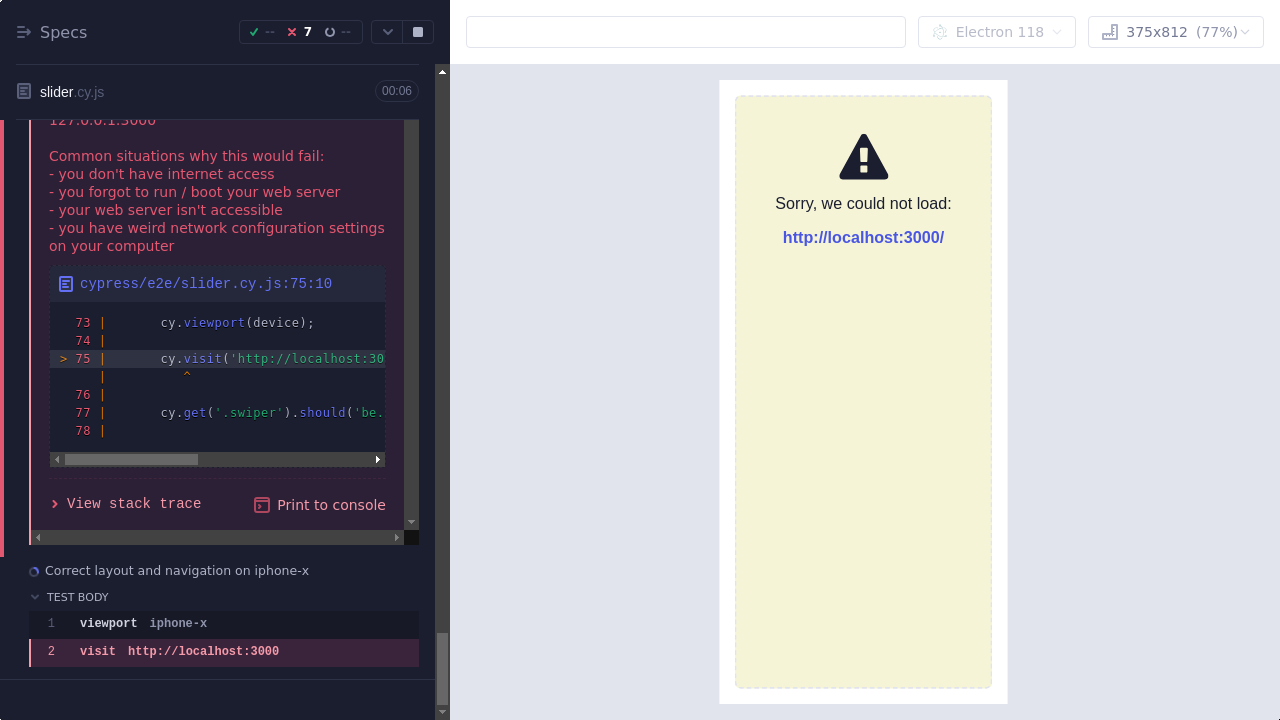 Specs
-- 7 --
slider.cy.js
00:06
127.0.0.1:3000
Common situations why this would fail:
- you don't have internet access
- you forgot to run / boot your web server
- your web server isn't accessible
- you have weird network configuration settings
on your computer
cypress/e2e/slider.cy.js:75:10
73 | cy.viewport(device);
74 |
> 75 | cy.visit('http://localhost:30
| ^
76 |
77 | cy.get('.swiper').should('be.
78 |
View stack trace
Print to console
Correct layout and navigation on iphone-x
TEST BODY
1 viewport iphone-x
2 visit http://localhost:3000
Electron 118
375x812 (77%)
Sorry, we could not load:
http://localhost:3000/